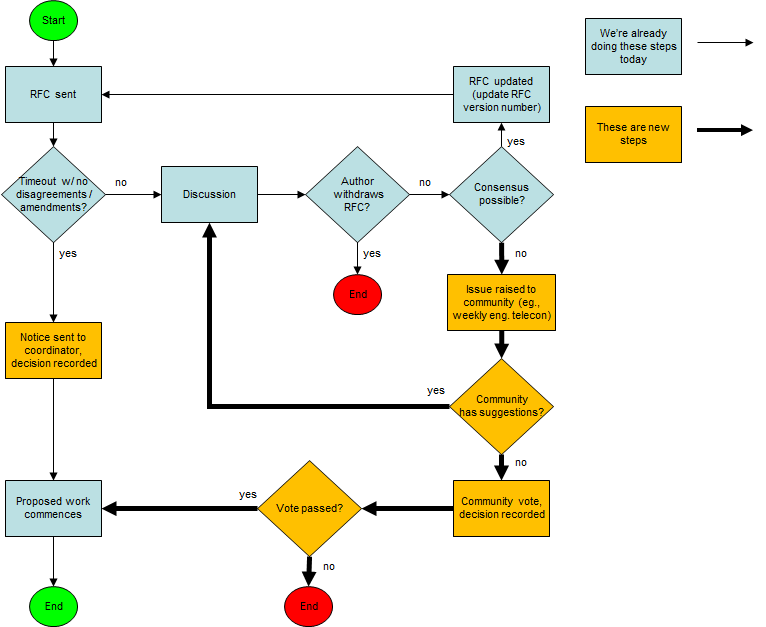 Start
We're already
doing these steps
today
RFC sent
RFC updated
(update RFC
version number)
These are new
steps
yes
Timeout w/ no
disagreements /
amendments?
no
Discussion
Author
withdraws
RFC?
no
Consensus
possible?
yes
yes
no
End
Issue raised to
community (eg.,
weekly eng. telecon)
Notice sent to
coordinator,
decision recorded
yes
Community
has suggestions?
no
Proposed work
commences
yes
Vote passed?
Community vote,
decision recorded
no
End
End